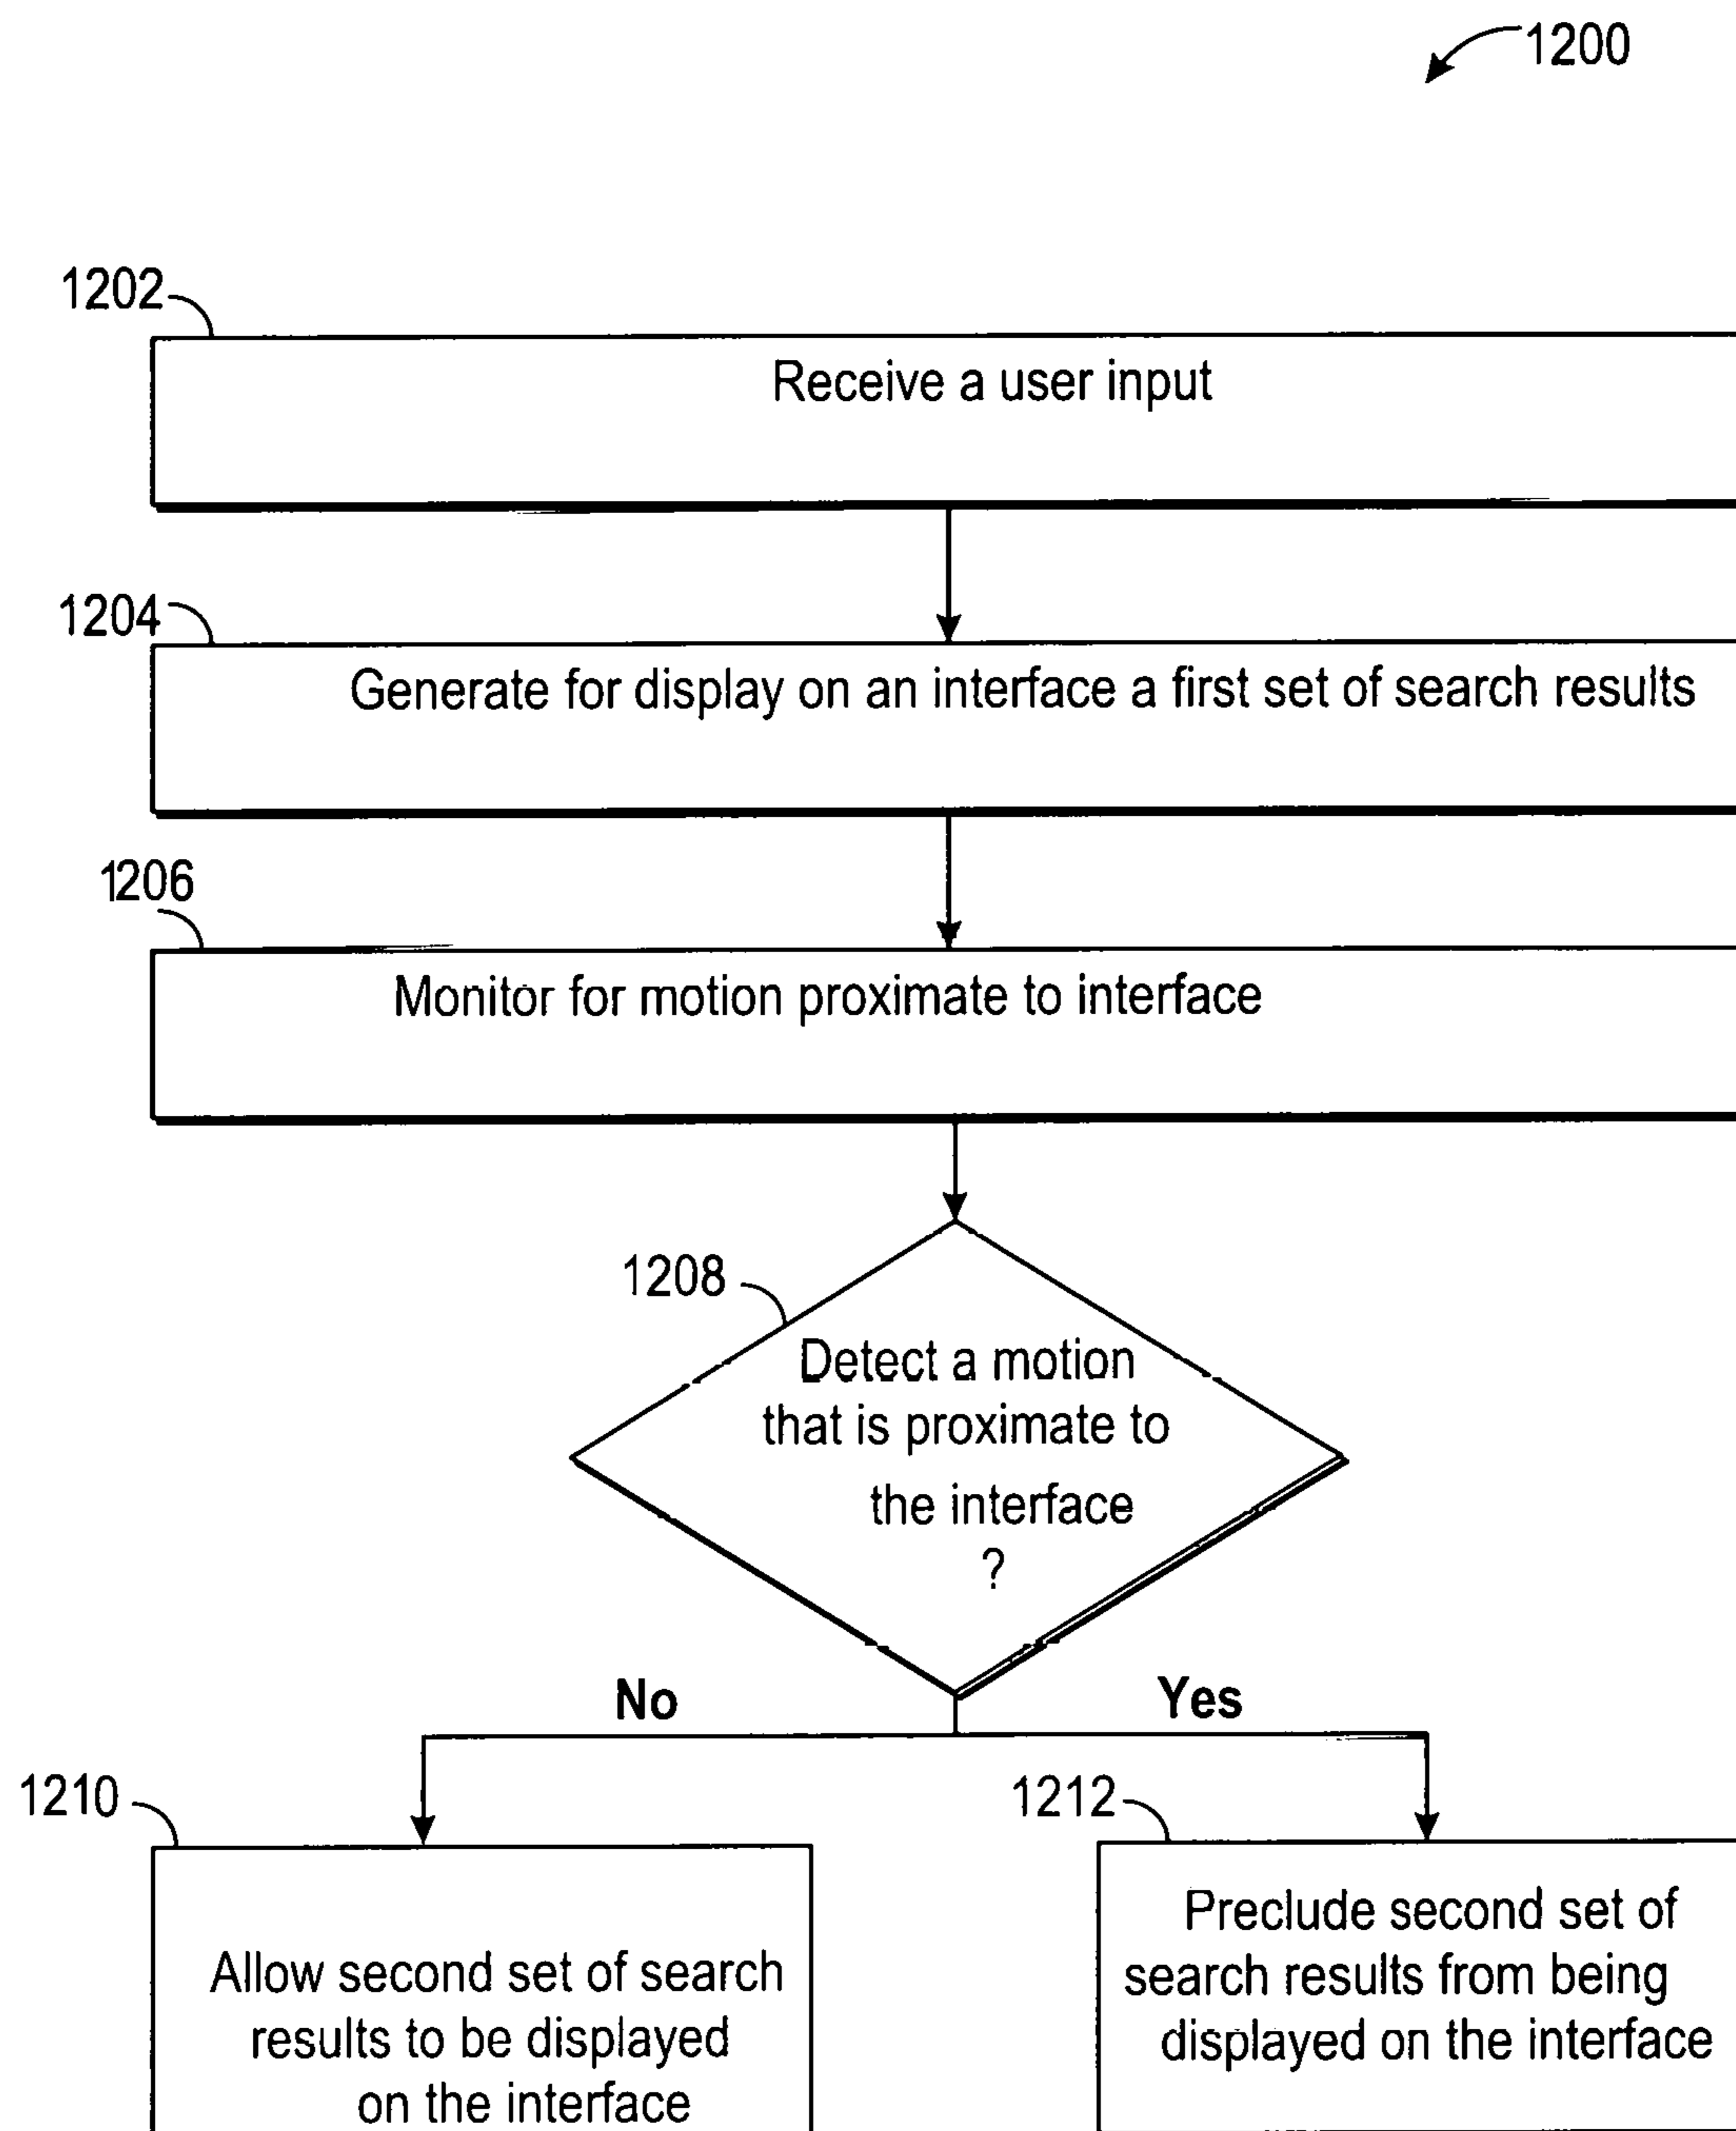 1200
1202
Receive a user input
1204
Generate for display on an interface a first set of search results
1206
Monitor for motion proximate to interface
1208
Detect a motion
that is proximate to
the interface
?
No
Yes
1210
Allow second set of search
results to be displayed
on the interface
1212
Preclude second set of
search results from being
displayed on the interface